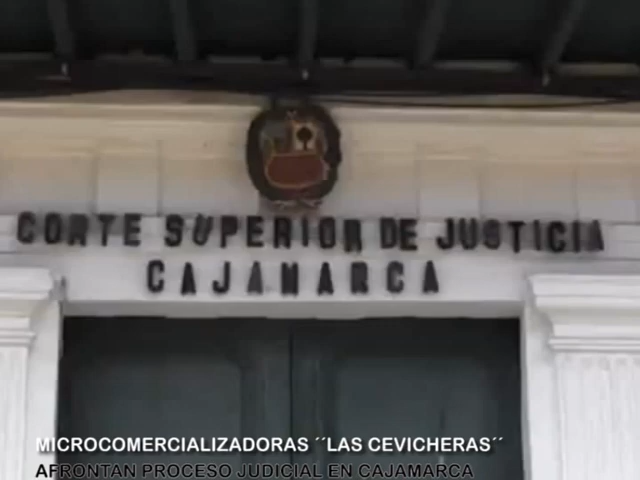 CORTE SUPERIOR DE JUSTICIA
CAJAMARCA
MICROCOMERCIALIZADORAS ´´LAS CEVICHERAS´´
AFRONTAN PROCESO JUDICIAL EN CAJAMARCA